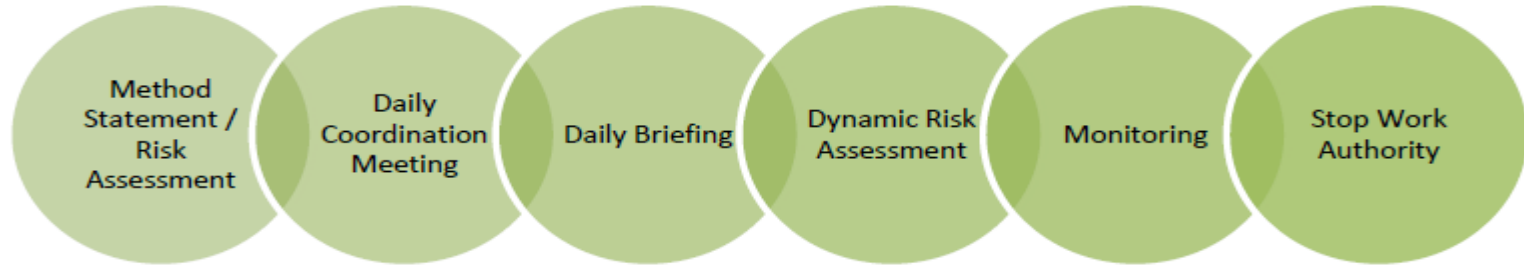 Method
Statement /
Risk
Assessment
Daily
Coordination
Meeting
Daily Briefing
Dynamic Risk
Assessment
Monitoring
Stop Work
Authority